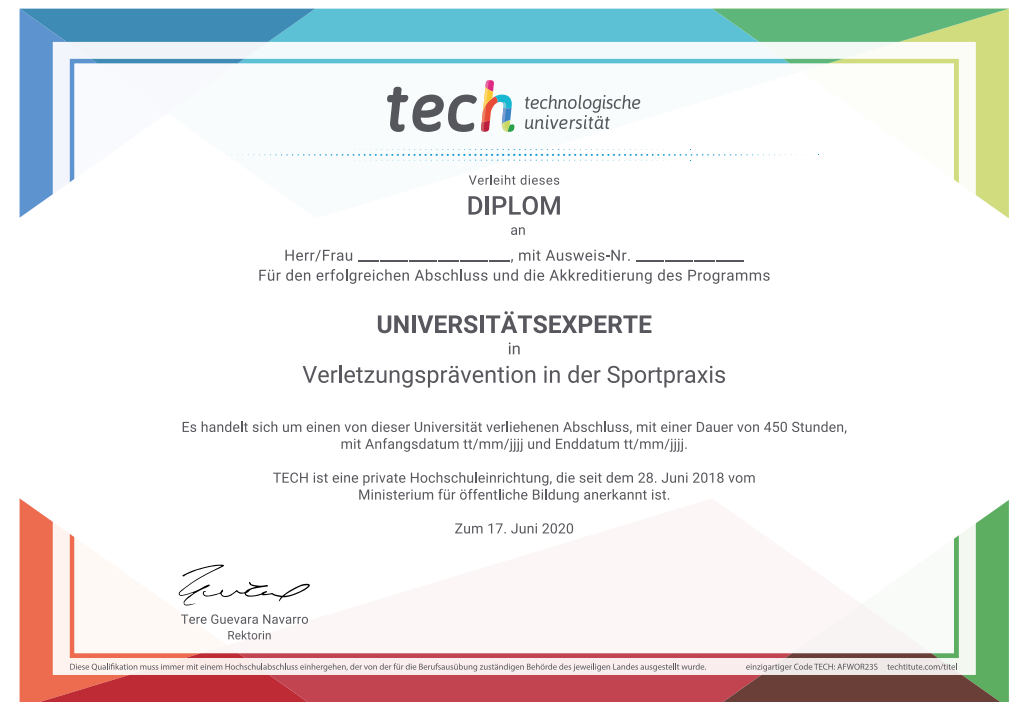 tech technologische
universität
Verleiht dieses
DIPLOM
an
Herr/Frau ________________, mit Ausweis-Nr. ____________
Für den erfolgreichen Abschluss und die Akkreditierung des Programms
UNIVERSITÄTSEXPERTE
in
Verletzungsprävention in der Sportpraxis
Es handelt sich um einen von dieser Universität verliehenen Abschluss, mit einer Dauer von 450 Stunden,
mit Anfangsdatum tt/mm/jjjj und Enddatum tt/mm/jjjj.
TECH ist eine private Hochschuleinrichtung, die seit dem 28. Juni 2018 vom
Ministerium für öffentliche Bildung anerkannt ist.
Zum 17. Juni 2020
Tere Guevara Navarro
Rektorin
Diese Qualifikation muss immer mit einem Hochschulabschluss einhergehen, der von der für die Berufsausübung zuständigen Behörde des jeweiligen Landes ausgestellt wurde. einzigartiger Code TECH: AFWOR23S techtitute.com/titel